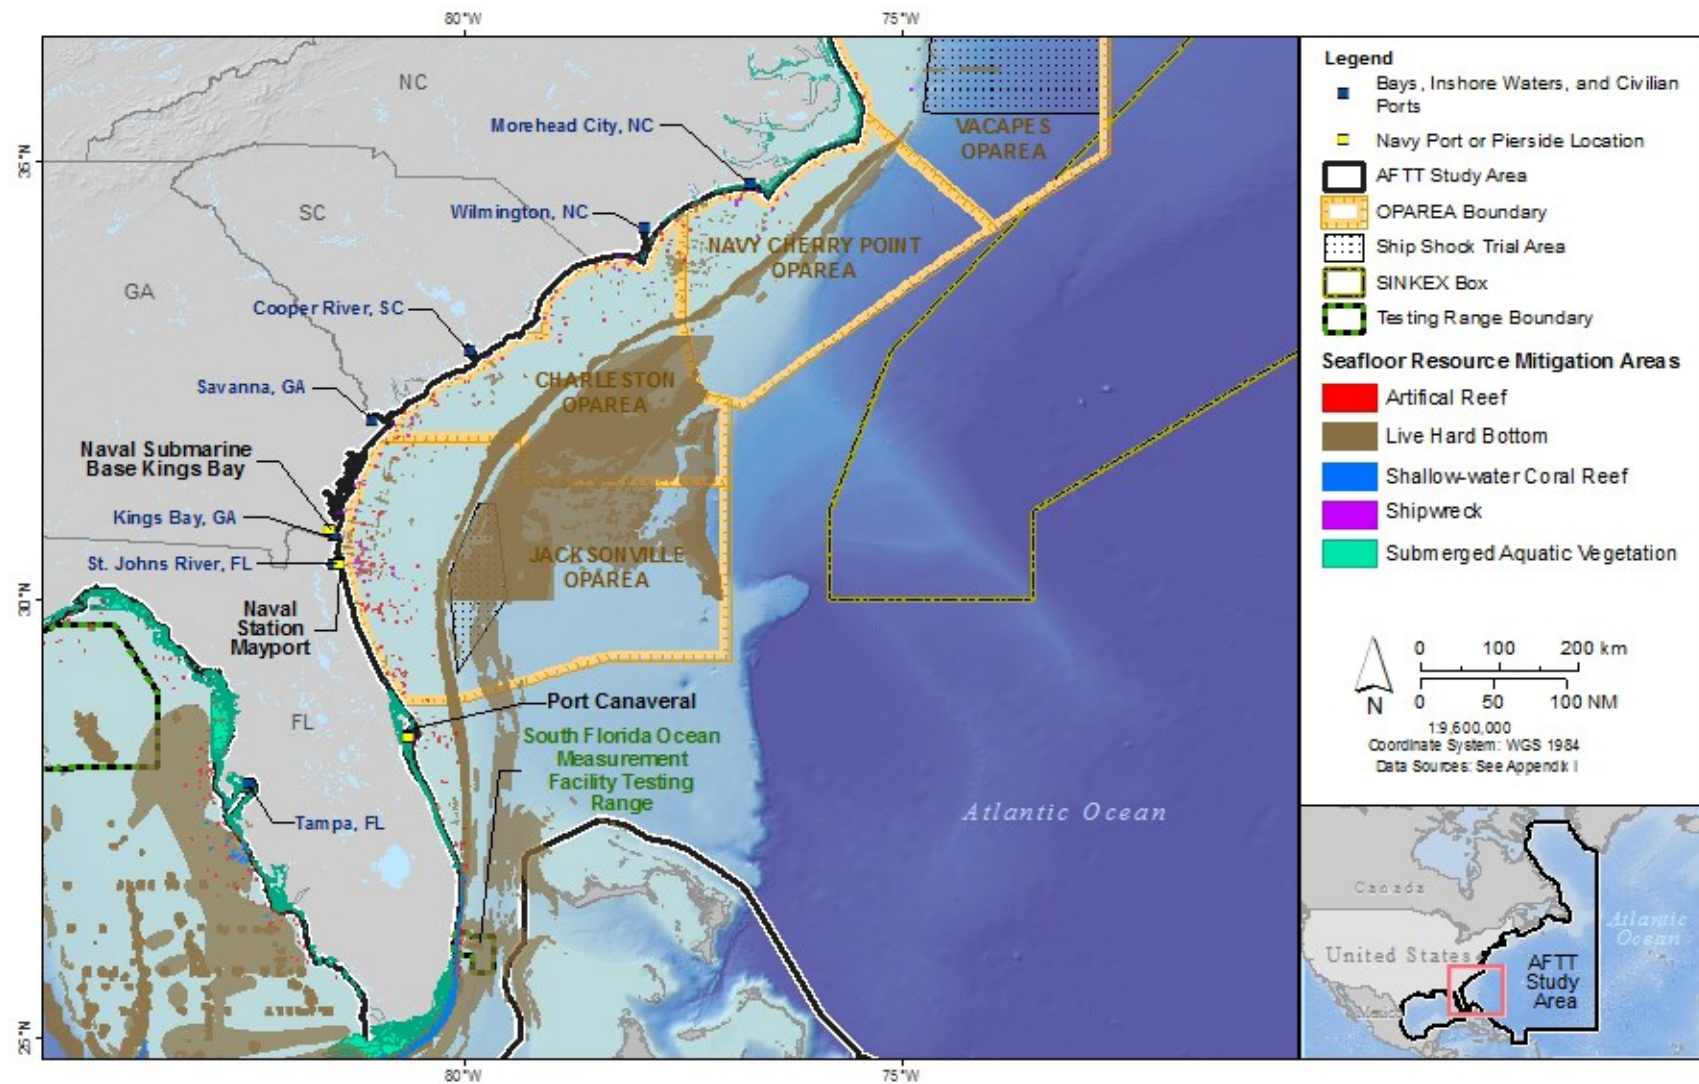 80°W
75°W
NC
Morehead City, NC
VACAPES
OPAREA
35°N
Wilmington, NC
SC
NAVY CHERRY POINT
OPAREA
GA
Cooper River, SC
CHARLESTON
OPAREA
Savanna, GA
Naval Submarine
Base Kings Bay
Kings Bay, GA
St. Johns River, FL
JACKSONVILLE
OPAREA
30°N
Naval
Station
Mayport
FL
Port Canaveral
South Florida Ocean
Measurement
Facility Testing
Range
Tampa, FL
Atlantic Ocean
25°N
80°W
75°W
Legend
Bays, Inshore Waters, and Civilian
Ports
Navy Port or Pierside Location
AFTT Study Area
OPAREA Boundary
Ship Shock Trial Area
SINKEX Box
Testing Range Boundary
Seafloor Resource Mitigation Areas
Artifical Reef
Live Hard Bottom
Shallow-water Coral Reef
Shipwreck
Submerged Aquatic Vegetation
N
0 100 200 km
0 50 100 NM
1:9,600,000
Coordinate System: WGS 1984
Data Sources: See Appendix I
Canada
United States
Atlantic
Ocean
AFTT
Study
Area
Mexico